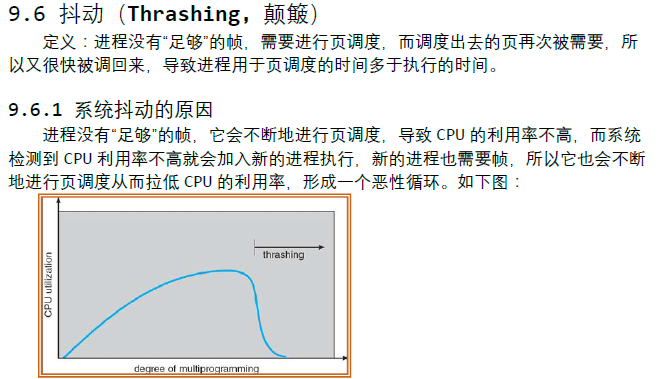 9.6 抖动（Thrashing，颠簸）
定义：进程没有“足够”的帧，需要进行页调度，而调度出去的页再次被需要，所
以又很快被调回来，导致进程用于页调度的时间多于执行的时间。
9.6.1 系统抖动的原因
进程没有“足够”的帧，它会不断地进行页调度，导致 CPU 的利用率不高，而系统
检测到 CPU 利用率不高就会加入新的进程执行，新的进程也需要帧，所以它也会不断
地进行页调度从而拉低 CPU 的利用率，形成一个恶性循环。如下图：
thrashing
CPU utilization
degree of multiprogramming